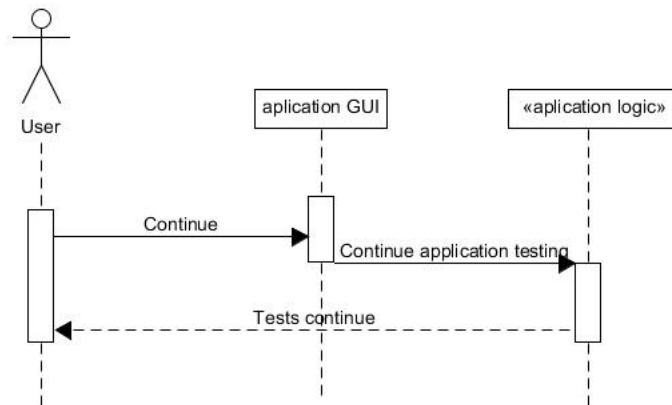 User
aplication GUI
«aplication logic»
Continue
Continue application testing
Tests continue